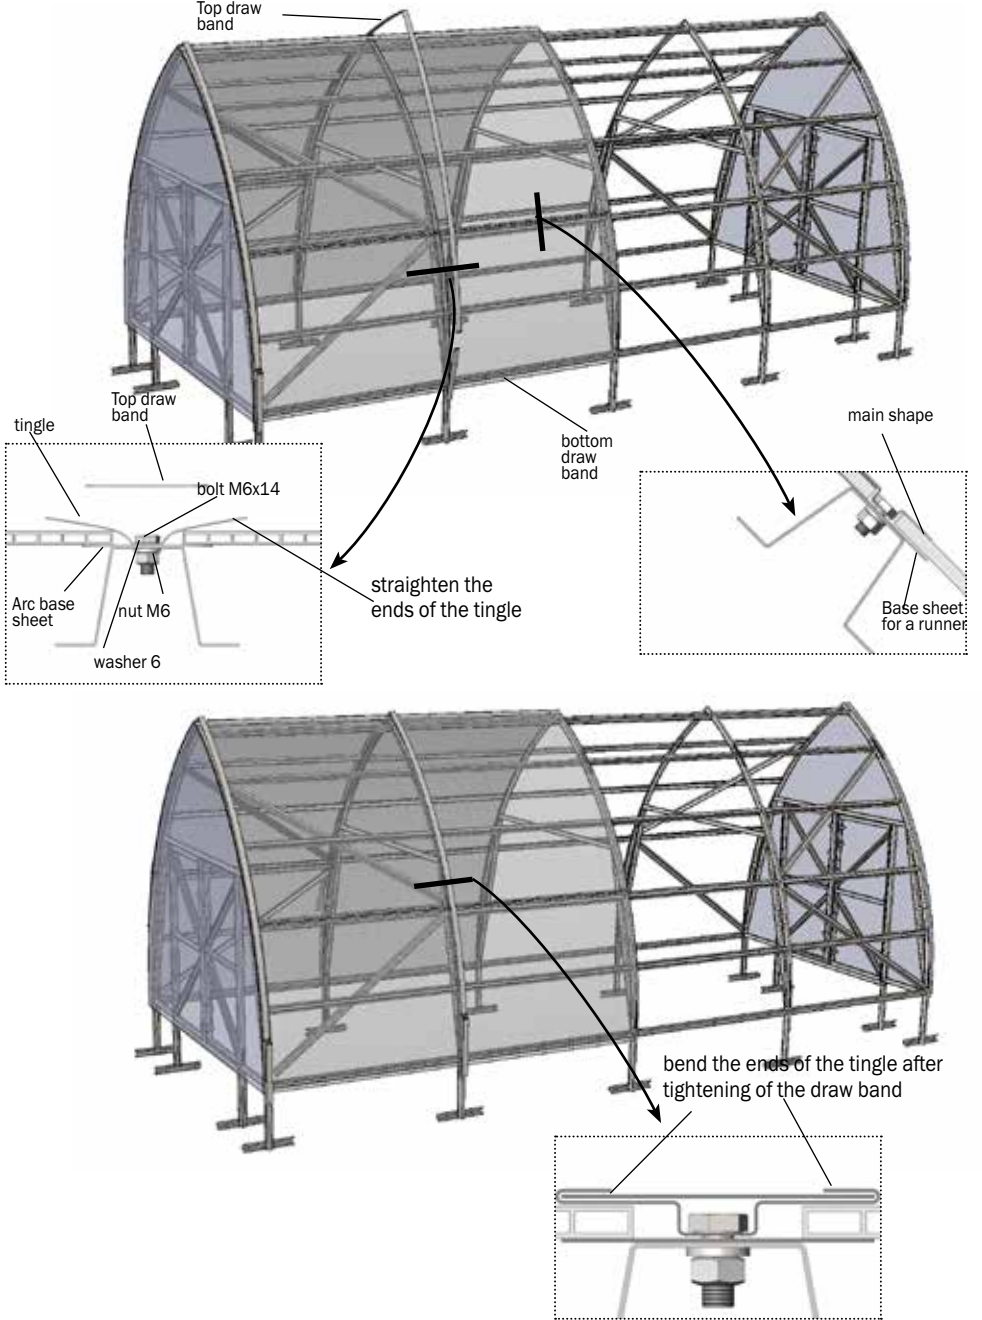 Top draw
band
Top draw
band
tingle
bolt M6x14
Arc base
sheet
nut M6
washer 6
straighten the
ends of the tingle
bottom
draw
band
main shape
Base sheet
for a runner
bend the ends of the tingle after
tightening of the draw band